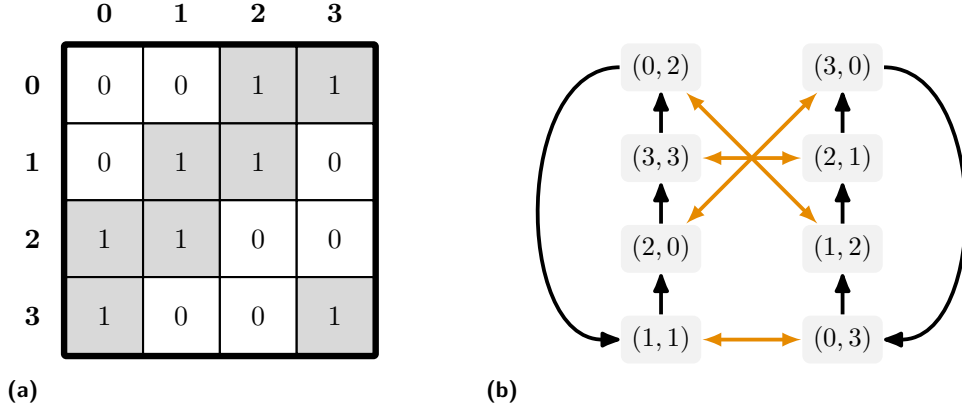 0 1 2 3
0 0 0 1 1
1 0 1 1 0
2 1 1 0 0
3 1 0 0 1
(a)
(0, 2) (3, 0)
(3, 3) (2, 1)
(2, 0) (1, 2)
(1, 1) (0, 3)
(b)